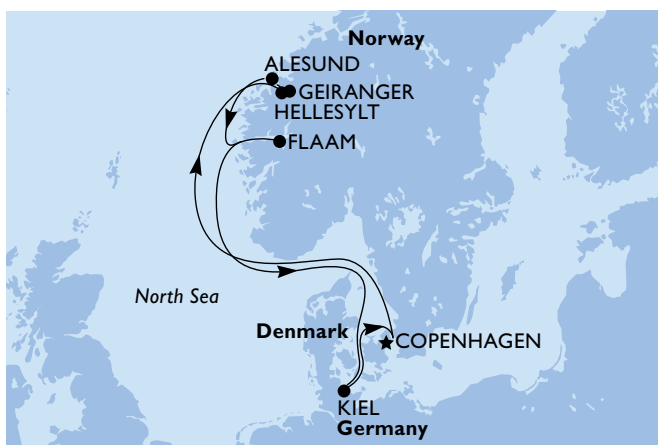 Norway
ALESUND
GEIRANGER
HELLESYLT
FLAAM
North Sea
Denmark
COPENHAGEN
KIEL
Germany